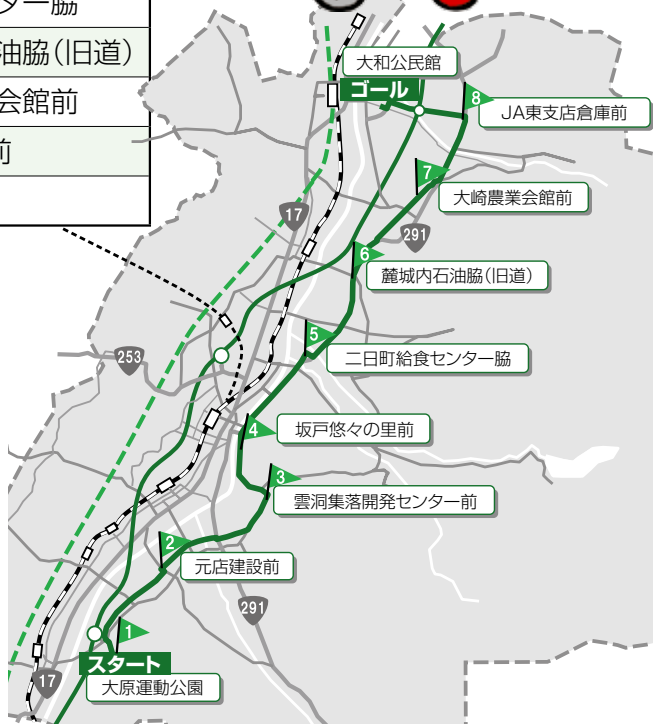 ター脇
油脇（旧道）
会館前
前
大和公民館
ゴール
8
JA東支店倉庫前
7
大崎農業会館前
17
291
6
麓城内石油脇（旧道）
5
二日町給食センター脇
253
4
坂戸悠々の里前
3
雲洞集落開発センター前
2
元店建設前
291
1
スタート
大原運動公園
17